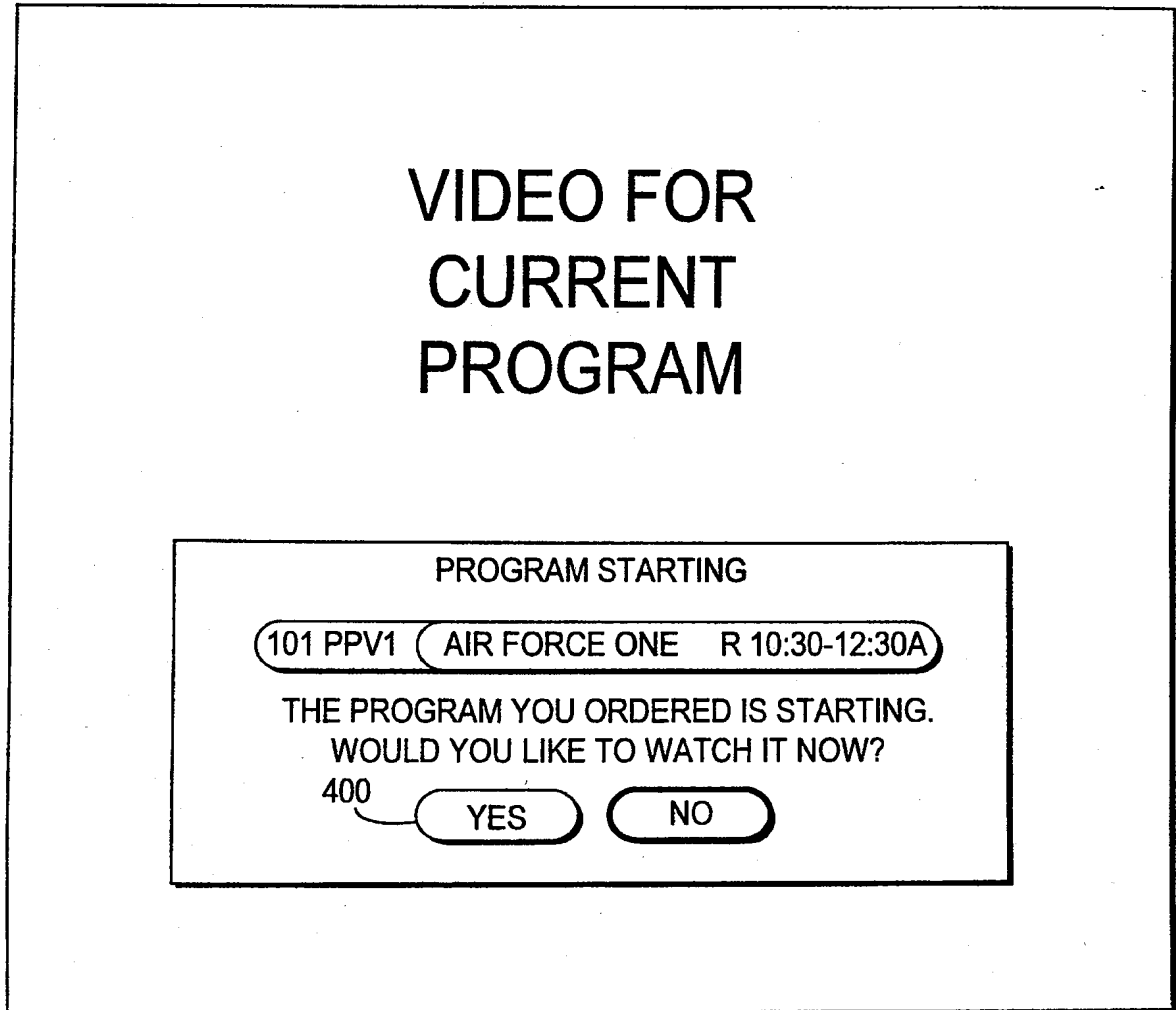 VIDEO FOR
CURRENT
PROGRAM
PROGRAM STARTING
101 PPV1 AIR FORCE ONE R 10:30-12:30A
THE PROGRAM YOU ORDERED IS STARTING.
WOULD YOU LIKE TO WATCH IT NOW?
400 YES NO